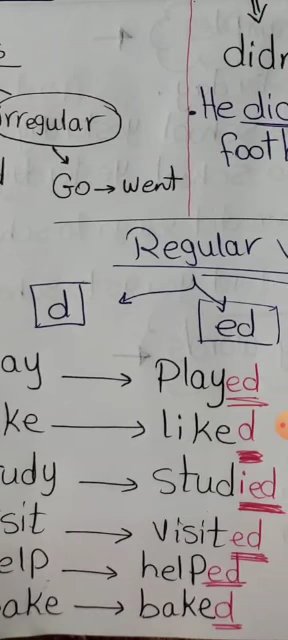 didn
irregular
He did
footb
Go → went
Regular v
d
ed
ay → Played
ke → liked
udy → studied
sit → visited
elp → helped
ake → baked